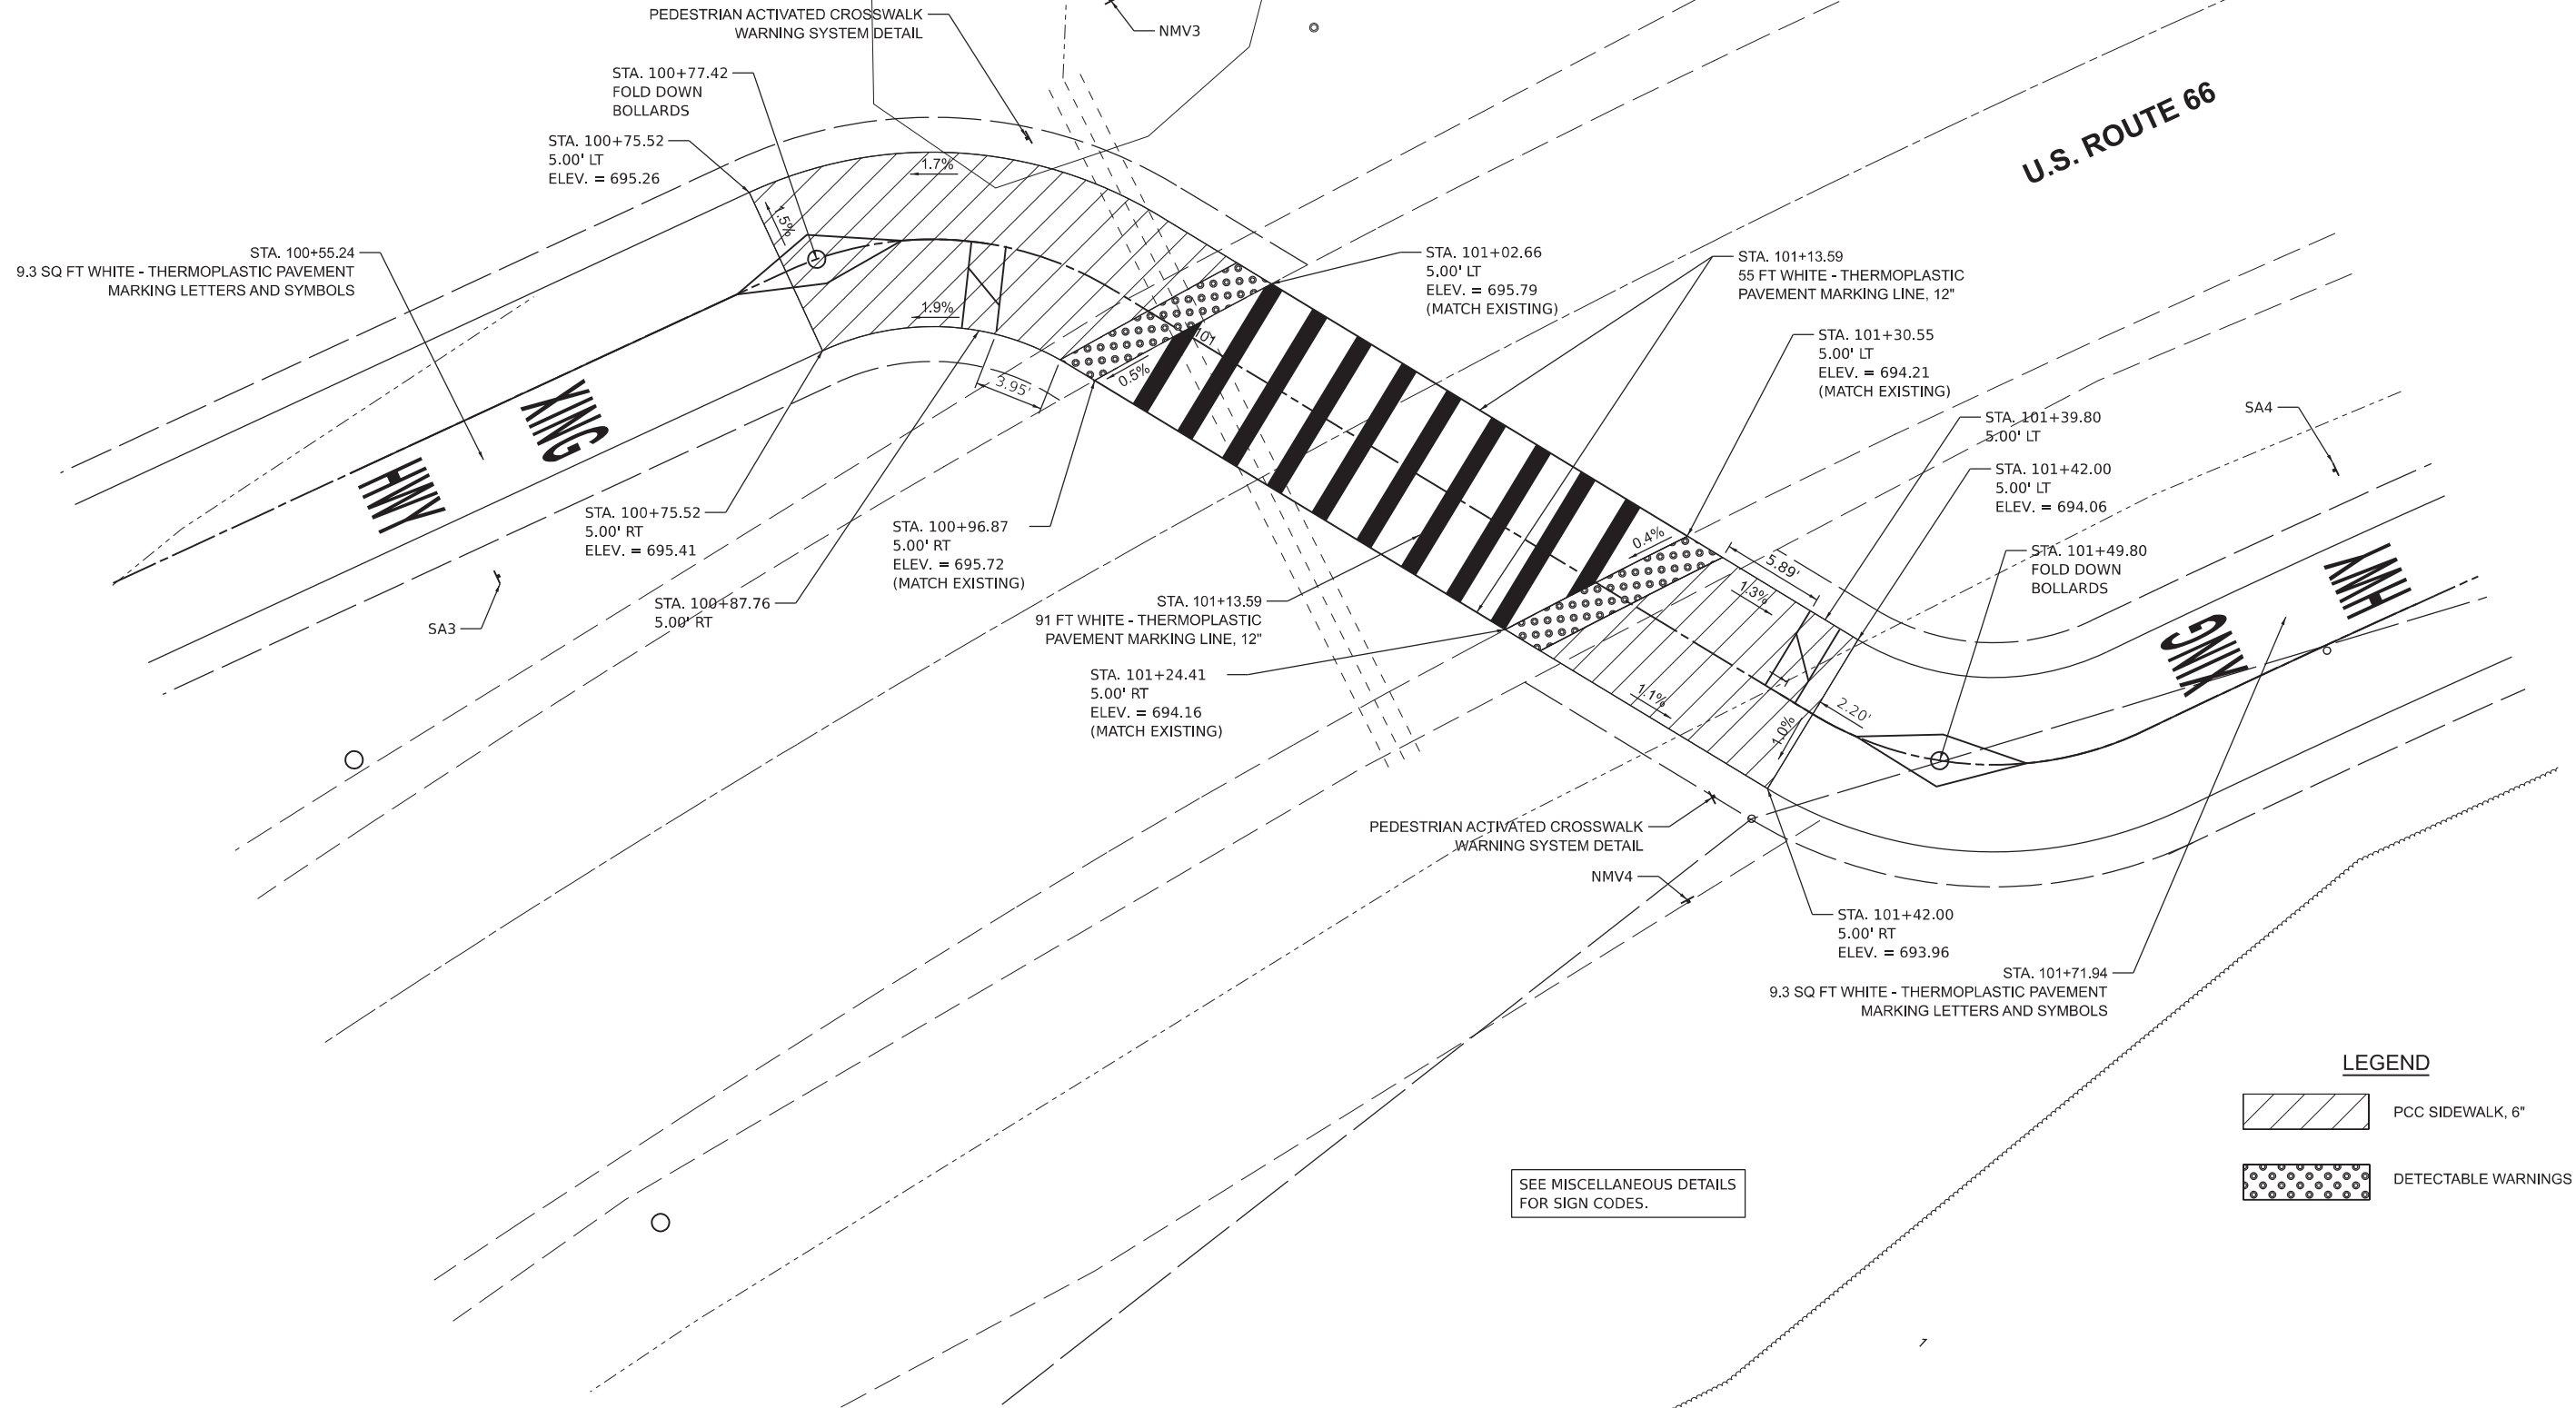 PEDESTRIAN ACTIVATED CROSSWALK
WARNING SYSTEM DETAIL
NMV3
STA. 100+77.42
FOLD DOWN
BOLLARDS
STA. 100+75.52
5.00' LT
ELEV. = 695.26
1.7%
1.5%
U.S. ROUTE 66
STA. 100+55.24
9.3 SQ FT WHITE - THERMOPLASTIC PAVEMENT
MARKING LETTERS AND SYMBOLS
STA. 101+02.66
5.00' LT
ELEV. = 695.79
(MATCH EXISTING)
STA. 101+13.59
55 FT WHITE - THERMOPLASTIC
PAVEMENT MARKING LINE, 12"
1.9%
101
0.5%
3.95'
STA. 101+30.55
5.00' LT
ELEV. = 694.21
(MATCH EXISTING)
XING
HWY
STA. 101+39.80
5.00' LT
SA4
STA. 101+42.00
5.00' LT
ELEV. = 694.06
STA. 100+75.52
5.00' RT
ELEV. = 695.41
STA. 100+96.87
5.00' RT
ELEV. = 695.72
(MATCH EXISTING)
0.4%
5.89'
1.3%
STA. 101+49.80
FOLD DOWN
BOLLARDS
HWY
XING
SA3
STA. 100+87.76
5.00' RT
STA. 101+13.59
91 FT WHITE - THERMOPLASTIC
PAVEMENT MARKING LINE, 12"
STA. 101+24.41
5.00' RT
ELEV. = 694.16
(MATCH EXISTING)
1.1%
1.0%
2.20'
PEDESTRIAN ACTIVATED CROSSWALK
WARNING SYSTEM DETAIL
NMV4
STA. 101+42.00
5.00' RT
ELEV. = 693.96
STA. 101+71.94
9.3 SQ FT WHITE - THERMOPLASTIC PAVEMENT
MARKING LETTERS AND SYMBOLS
LEGEND
PCC SIDEWALK, 6"
DETECTABLE WARNINGS
SEE MISCELLANEOUS DETAILS
FOR SIGN CODES.